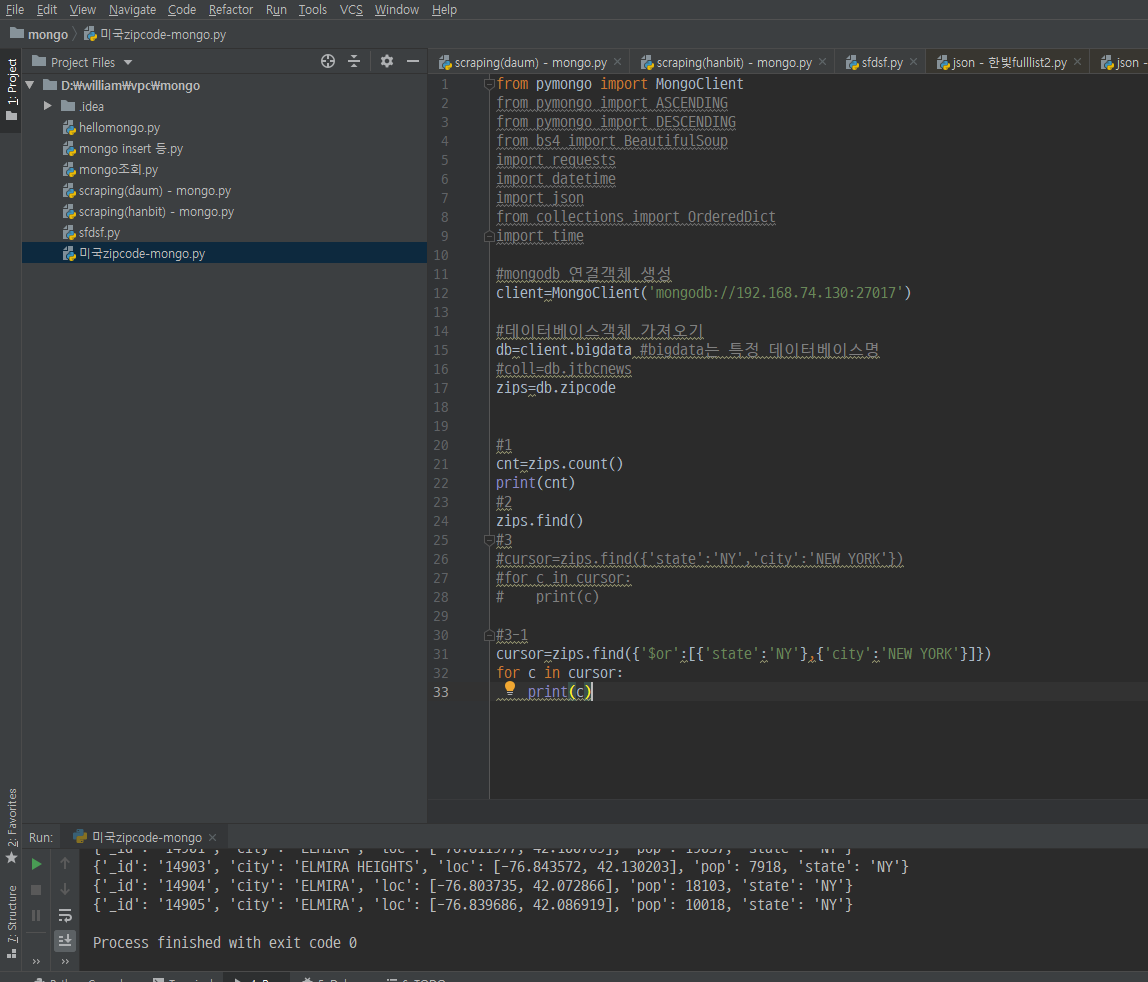 File Edit View Navigate Code Refactor Run Tools VCS Window Help
mongo 미국zipcode-mongo.py
1: Project
Project Files
D:₩william₩vpc₩mongo
.idea
hellomongo.py
mongo insert 등.py
mongo조회.py
scraping(daum) - mongo.py
scraping(hanbit) - mongo.py
sfdsf.py
미국zipcode-mongo.py
scraping(daum) - mongo.py scraping(hanbit) - mongo.py sfdsf.py json - 한빛fulllist2.py json -
1 from pymongo import MongoClient
2 from pymongo import ASCENDING
3 from pymongo import DESCENDING
4 from bs4 import BeautifulSoup
5 import requests
6 import datetime
7 import json
8 from collections import OrderedDict
9 import time
10
11 #mongodb 연결객체 생성
12 client=MongoClient('mongodb://192.168.74.130:27017')
13
14 #데이터베이스객체 가져오기
15 db=client.bigdata #bigdata는 특정 데이터베이스명
16 #coll=db.jtbcnews
17 zips=db.zipcode
18
19
20 #1
21 cnt=zips.count()
22 print(cnt)
23 #2
24 zips.find()
25 #3
26 #cursor=zips.find({'state':'NY','city':'NEW YORK'})
27 #for c in cursor:
28 #    print(c)
29
30 #3-1
31 cursor=zips.find({'$or':[{'state':'NY'},{'city':'NEW YORK'}]})
32 for c in cursor:
33     print(c)
2: Favorites
7: Structure
Run: 미국zipcode-mongo
{'_id': '14901', 'city': 'ELMIRA', 'loc': [-76.811977, 42.100769], 'pop': 19857, 'state': 'NY'}
{'_id': '14903', 'city': 'ELMIRA HEIGHTS', 'loc': [-76.843572, 42.130203], 'pop': 7918, 'state': 'NY'}
{'_id': '14904', 'city': 'ELMIRA', 'loc': [-76.803735, 42.072866], 'pop': 18103, 'state': 'NY'}
{'_id': '14905', 'city': 'ELMIRA', 'loc': [-76.839686, 42.086919], 'pop': 10018, 'state': 'NY'}
Process finished with exit code 0